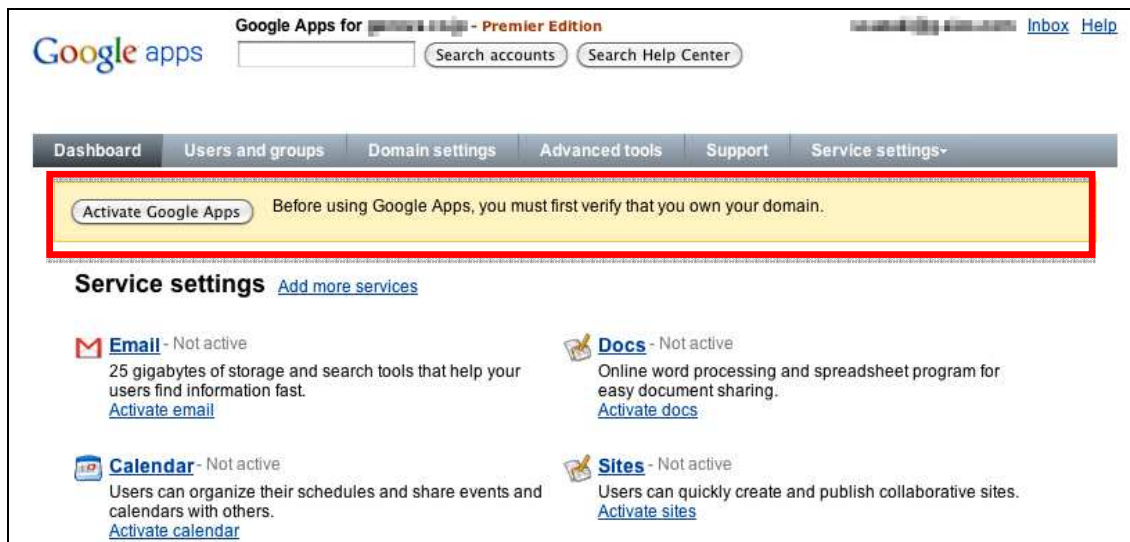 Google apps
Google Apps for - Premier Edition
Inbox Help
Search accounts Search Help Center
Dashboard Users and groups Domain settings Advanced tools Support Service settings
Activate Google Apps Before using Google Apps, you must first verify that you own your domain.
Service settings Add more services
Email - Not active
25 gigabytes of storage and search tools that help your
users find information fast.
Activate email
Docs - Not active
Online word processing and spreadsheet program for
easy document sharing.
Activate docs
Calendar - Not active
Users can organize their schedules and share events and
calendars with others.
Activate calendar
Sites - Not active
Users can quickly create and publish collaborative sites.
Activate sites